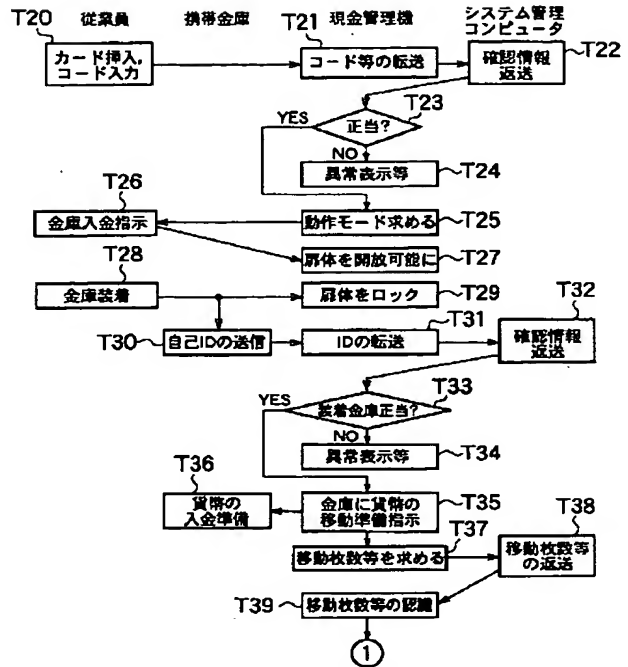 従業員 携帯金庫 現金管理機 システム管理
コンピュータ
T20 T21 T22
カード挿入,
コード入力
コード等の転送
確認情報
返送
T23
正当?
YES
NO
異常表示等
T24
T26
金庫入金指示
動作モード求める
T25
扉体を開放可能に
T27
T28
金庫装着
扉体をロック
T29
T30
自己IDの送信
T31
IDの転送
T32
確認情報
返送
T33
装着金庫正当?
YES
NO
異常表示等
T34
T36
貨幣の
入金準備
金庫に貨幣の
移動準備指示
T35
T37
移動枚数等を求める
T38
移動枚数等
の返送
T39
移動枚数等の認識
1